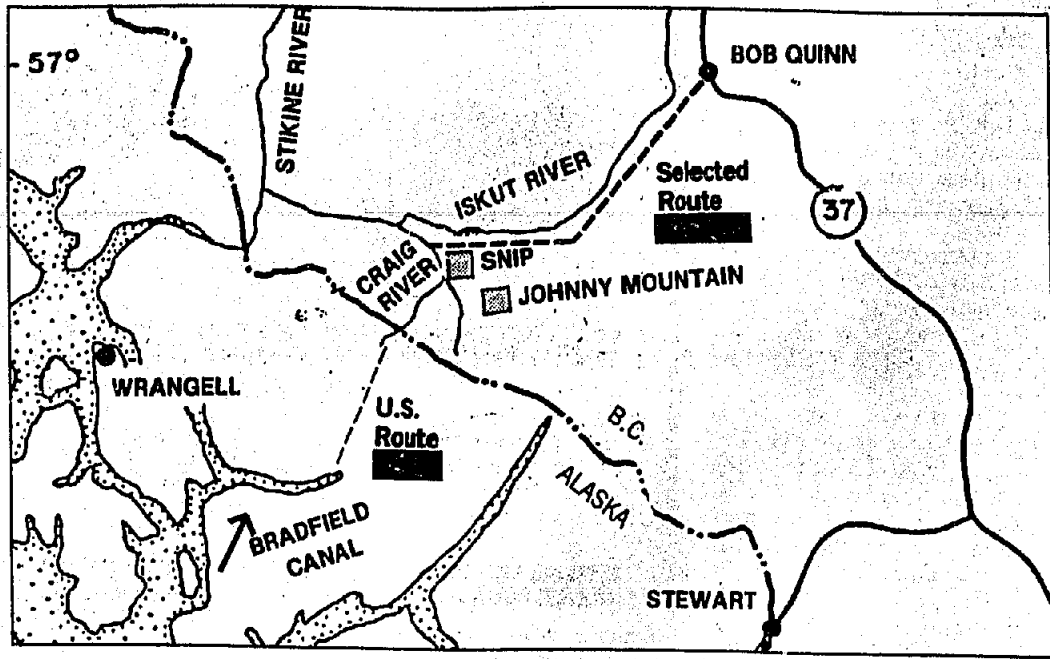 57°
STIKINE RIVER
BOB QUINN
ISKUT RIVER
Selected
Route
37
CRAIG
RIVER
SNIP
JOHNNY MOUNTAIN
WRANGELL
U.S.
Route
B.C.
ALASKA
BRADFIELD
CANAL
STEWART